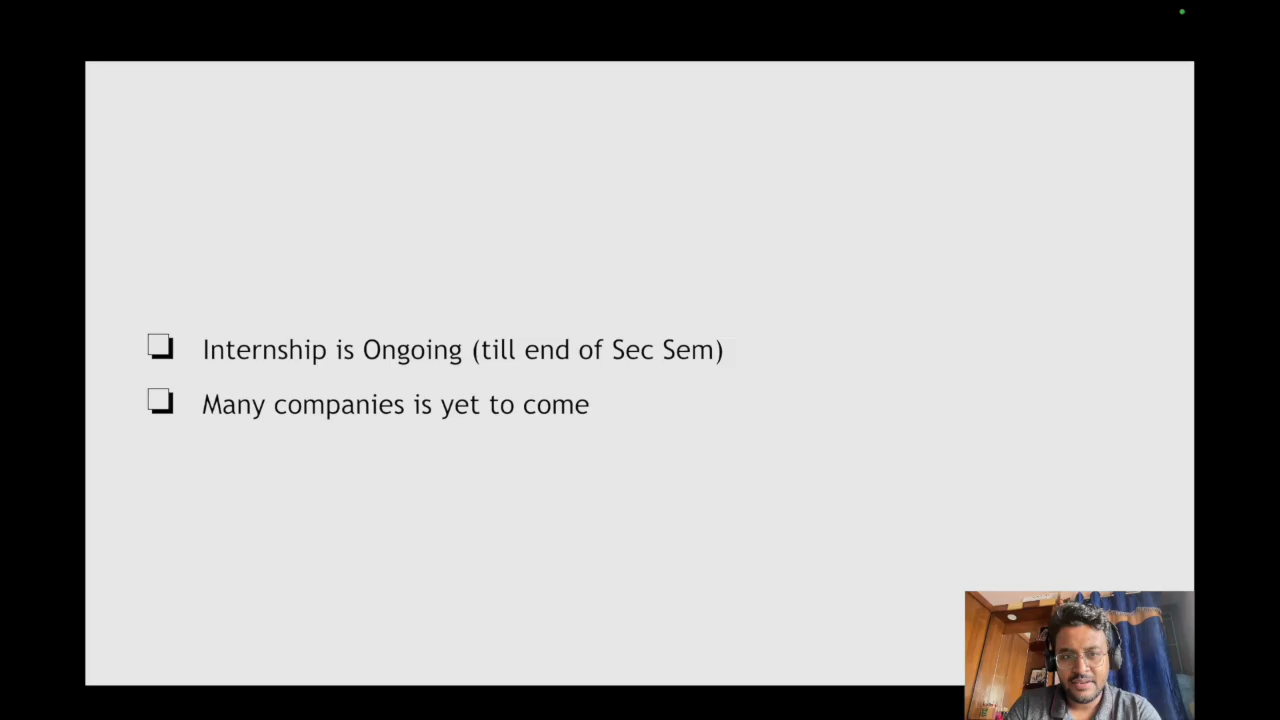 Internship is Ongoing (till end of Sec Sem)
Many companies is yet to come